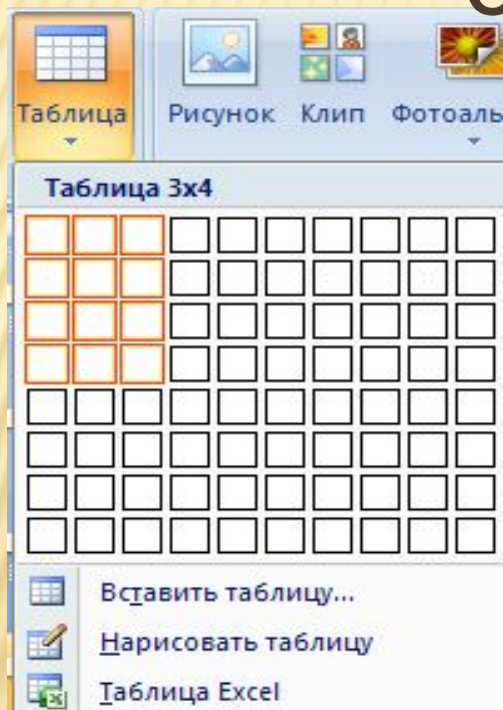 Таблица Рисунок Клип Фотоаль
Таблица 3x4
Вставить таблицу...
Нарисовать таблицу
Таблица Excel